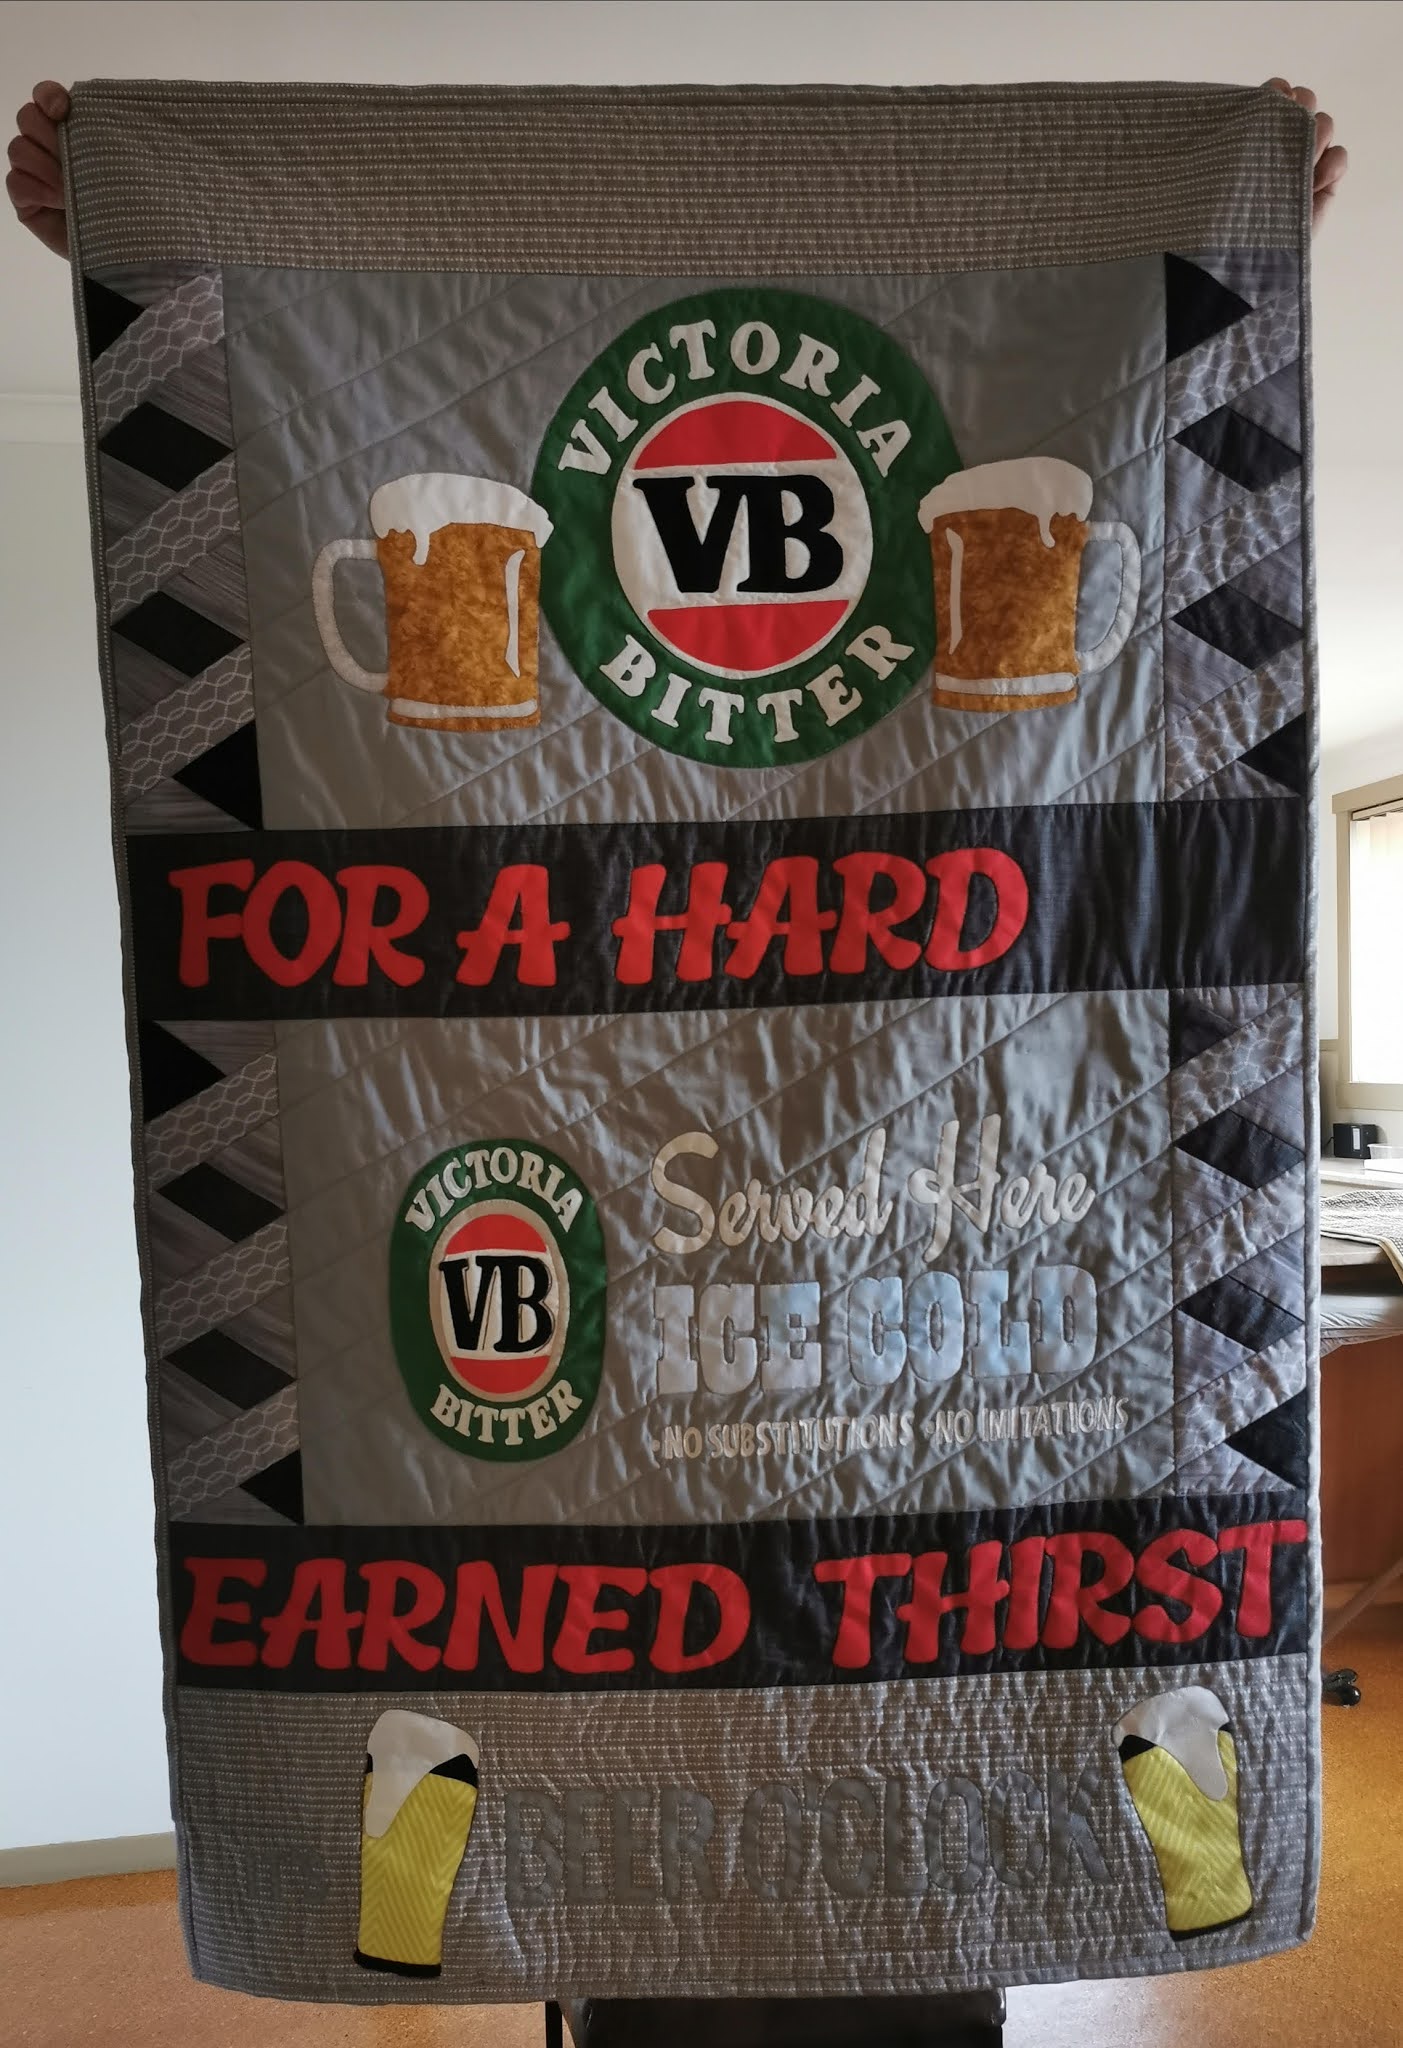 VICTORIA
VB
BITTER
FOR A HARD
VICTORIA
VB
BITTER
Served Here
ICE COLD
•NO SUBSTITUTIONS •NO IMITATIONS
EARNED THIRST
IT'S BEER O'CLOCK